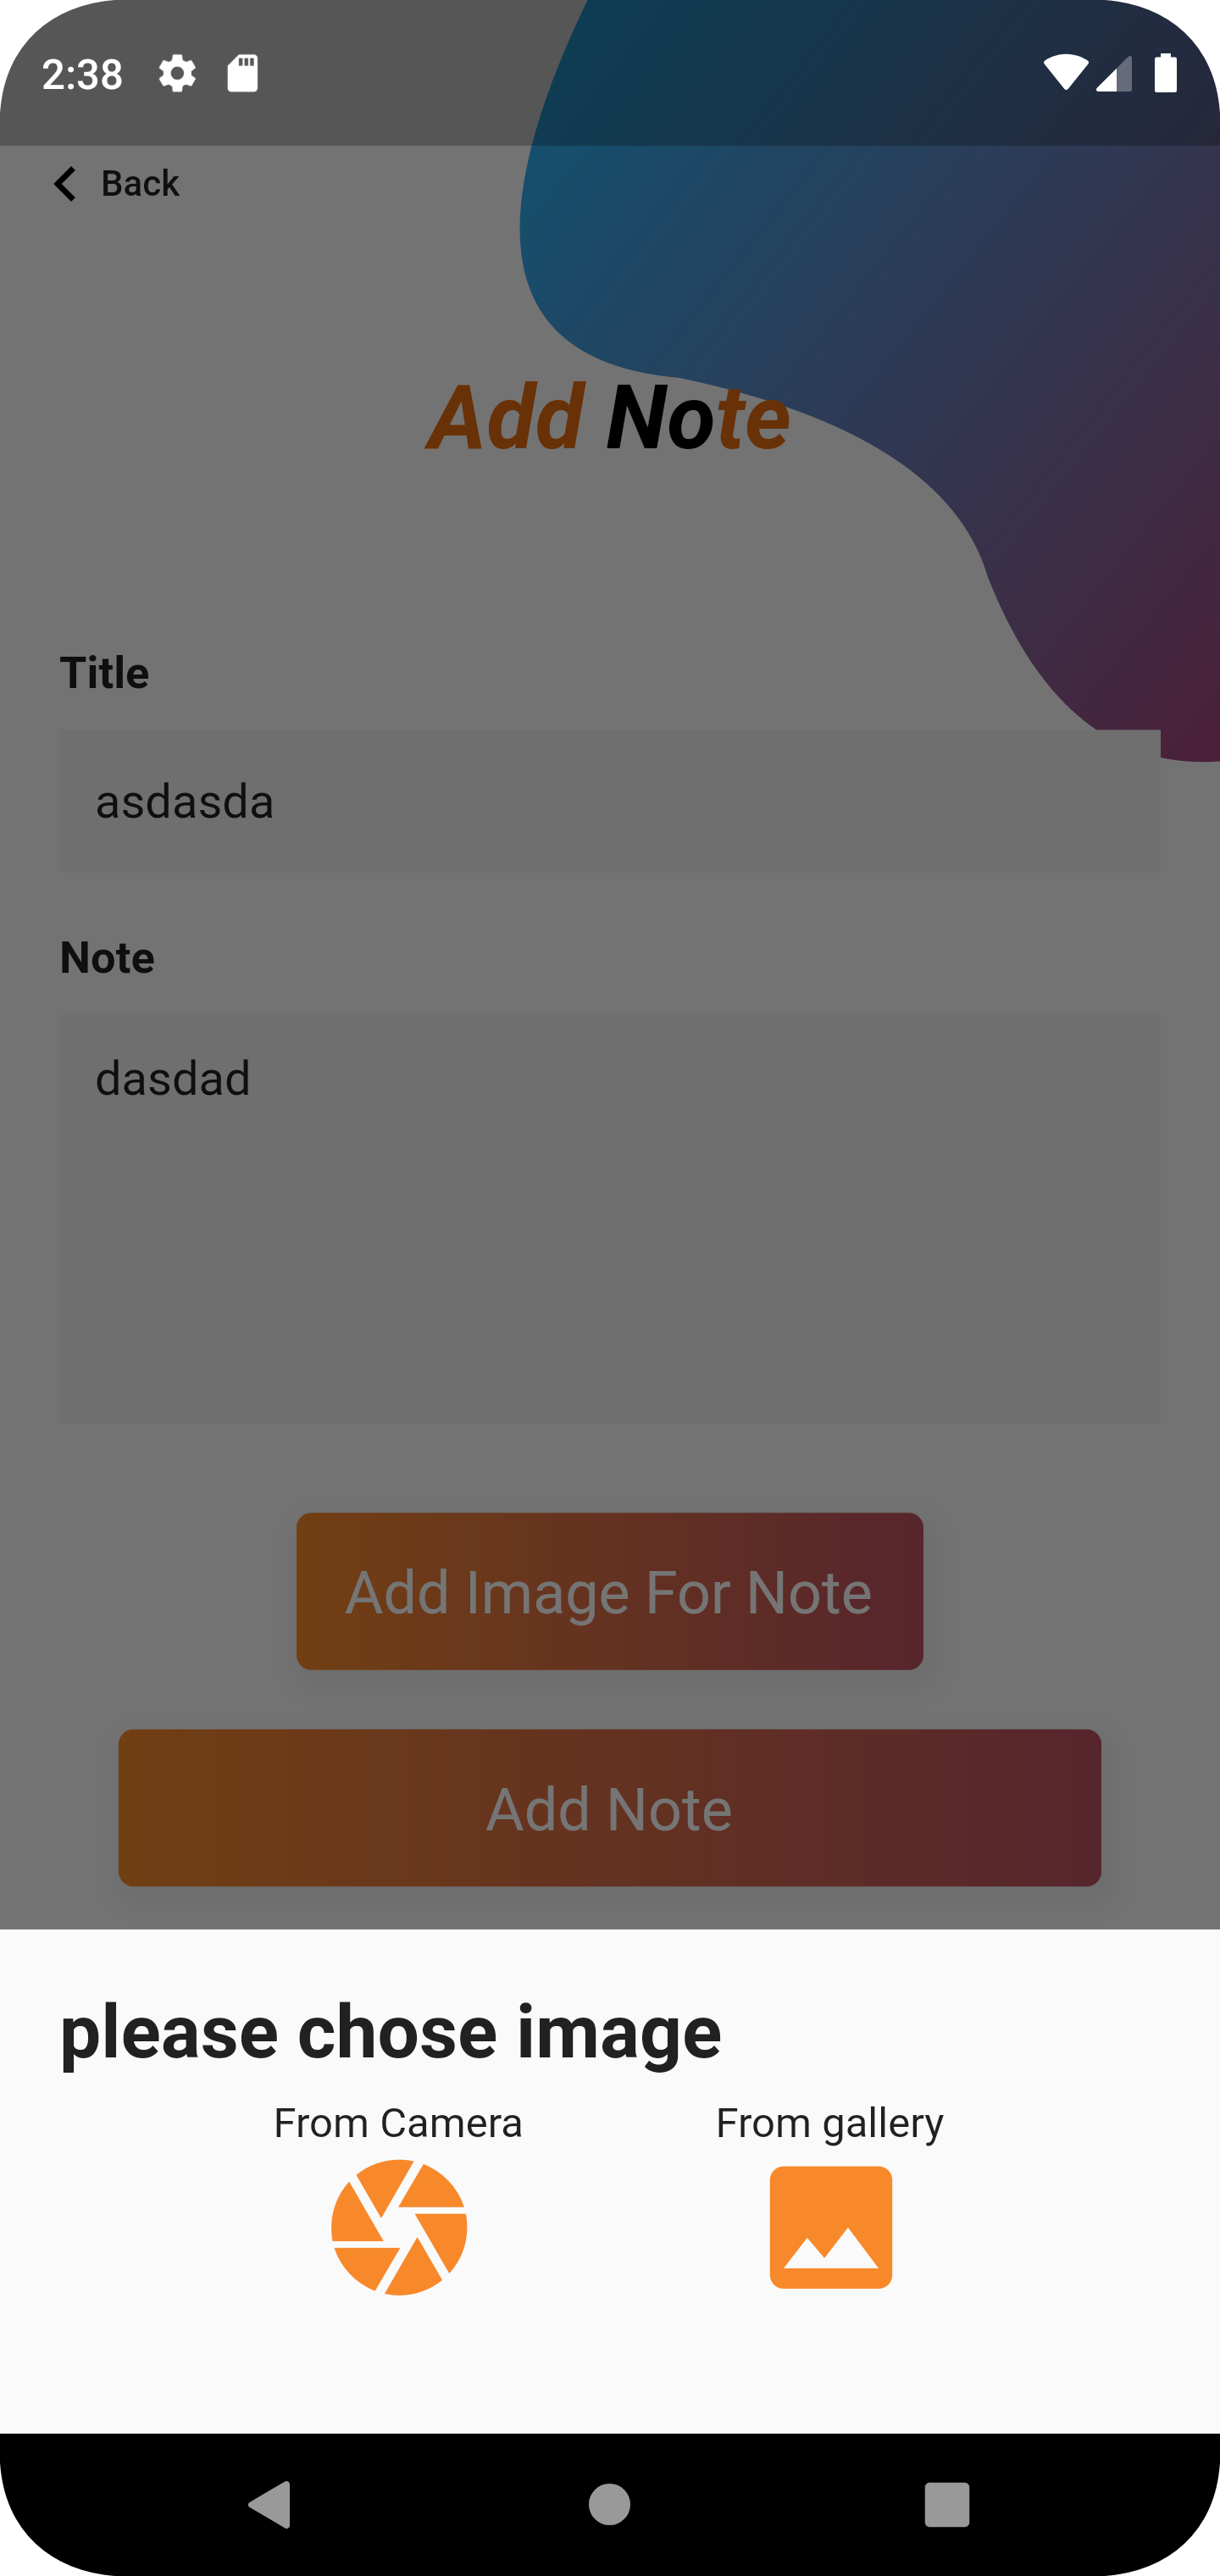 2:38
Back
Add Note
Title
asdasda
Note
dasdad
Add Image For Note
Add Note
please chose image
From Camera
From gallery